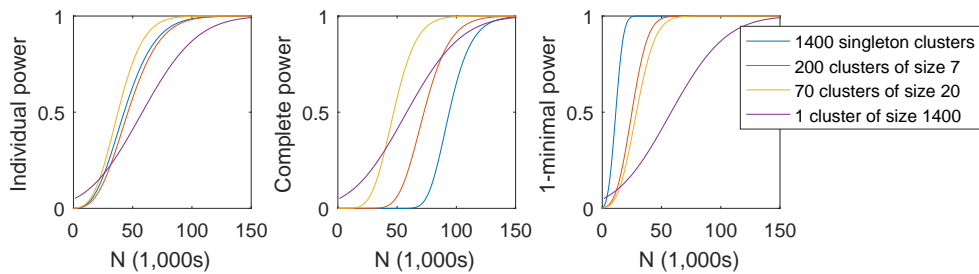 Individual power
1
0.5
0
0 50 100 150
N (1,000s)
Complete power
1
0.5
0
0 50 100 150
N (1,000s)
1-minimal power
1
0.5
0
0 50 100 150
N (1,000s)
1400 singleton clusters
200 clusters of size 7
70 clusters of size 20
1 cluster of size 1400